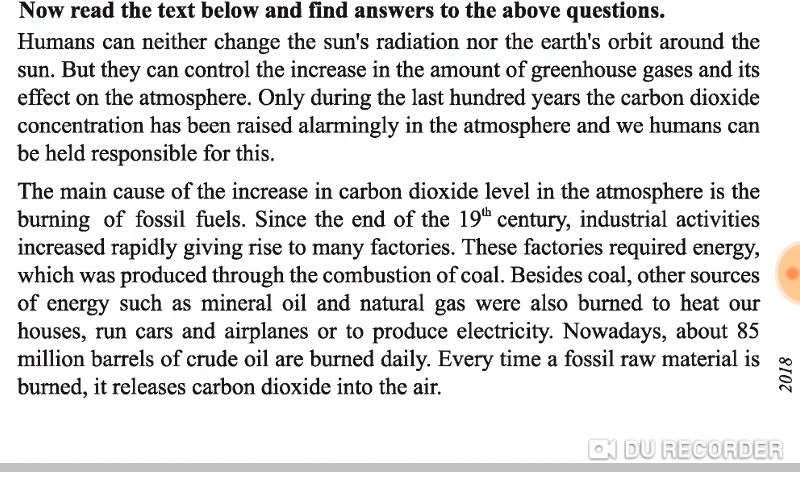 Now read the text below and find answers to the above questions.
Humans can neither change the sun's radiation nor the earth's orbit around the
sun. But they can control the increase in the amount of greenhouse gases and its
effect on the atmosphere. Only during the last hundred years the carbon dioxide
concentration has been raised alarmingly in the atmosphere and we humans can
be held responsible for this.
The main cause of the increase in carbon dioxide level in the atmosphere is the
burning of fossil fuels. Since the end of the 19th century, industrial activities
increased rapidly giving rise to many factories. These factories required energy,
which was produced through the combustion of coal. Besides coal, other sources
of energy such as mineral oil and natural gas were also burned to heat our
houses, run cars and airplanes or to produce electricity. Nowadays, about 85
million barrels of crude oil are burned daily. Every time a fossil raw material is
burned, it releases carbon dioxide into the air.
2018
DU RECORDER